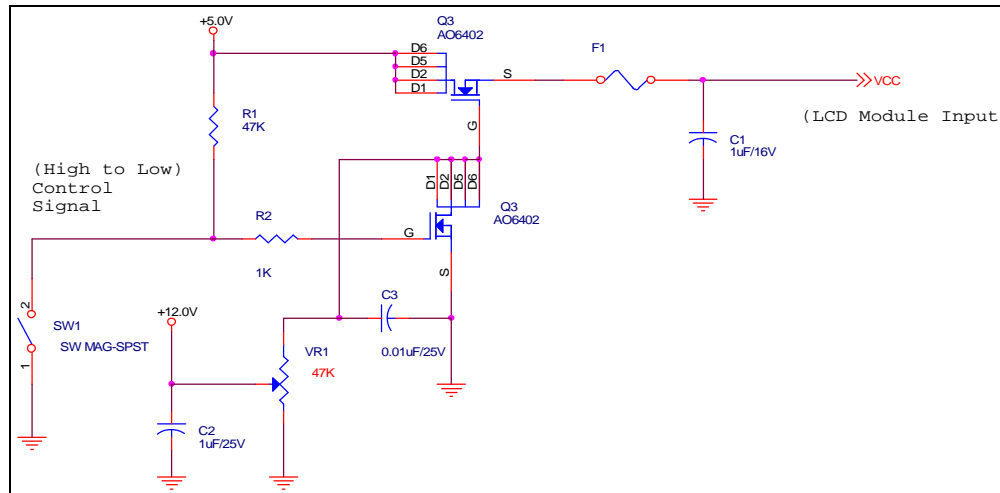 +5.0V
Q3
AO6402
D6
D5
D2
D1
S
G
F1
VCC
(LCD Module Input
R1
47K
C1
1uF/16V
(High to Low)
Control
Signal
D1
D2
D5
D6
Q3
AO6402
R2
G
1K
S
2
SW1
SW MAG-SPST
1
+12.0V
C3
0.01uF/25V
VR1
47K
C2
1uF/25V